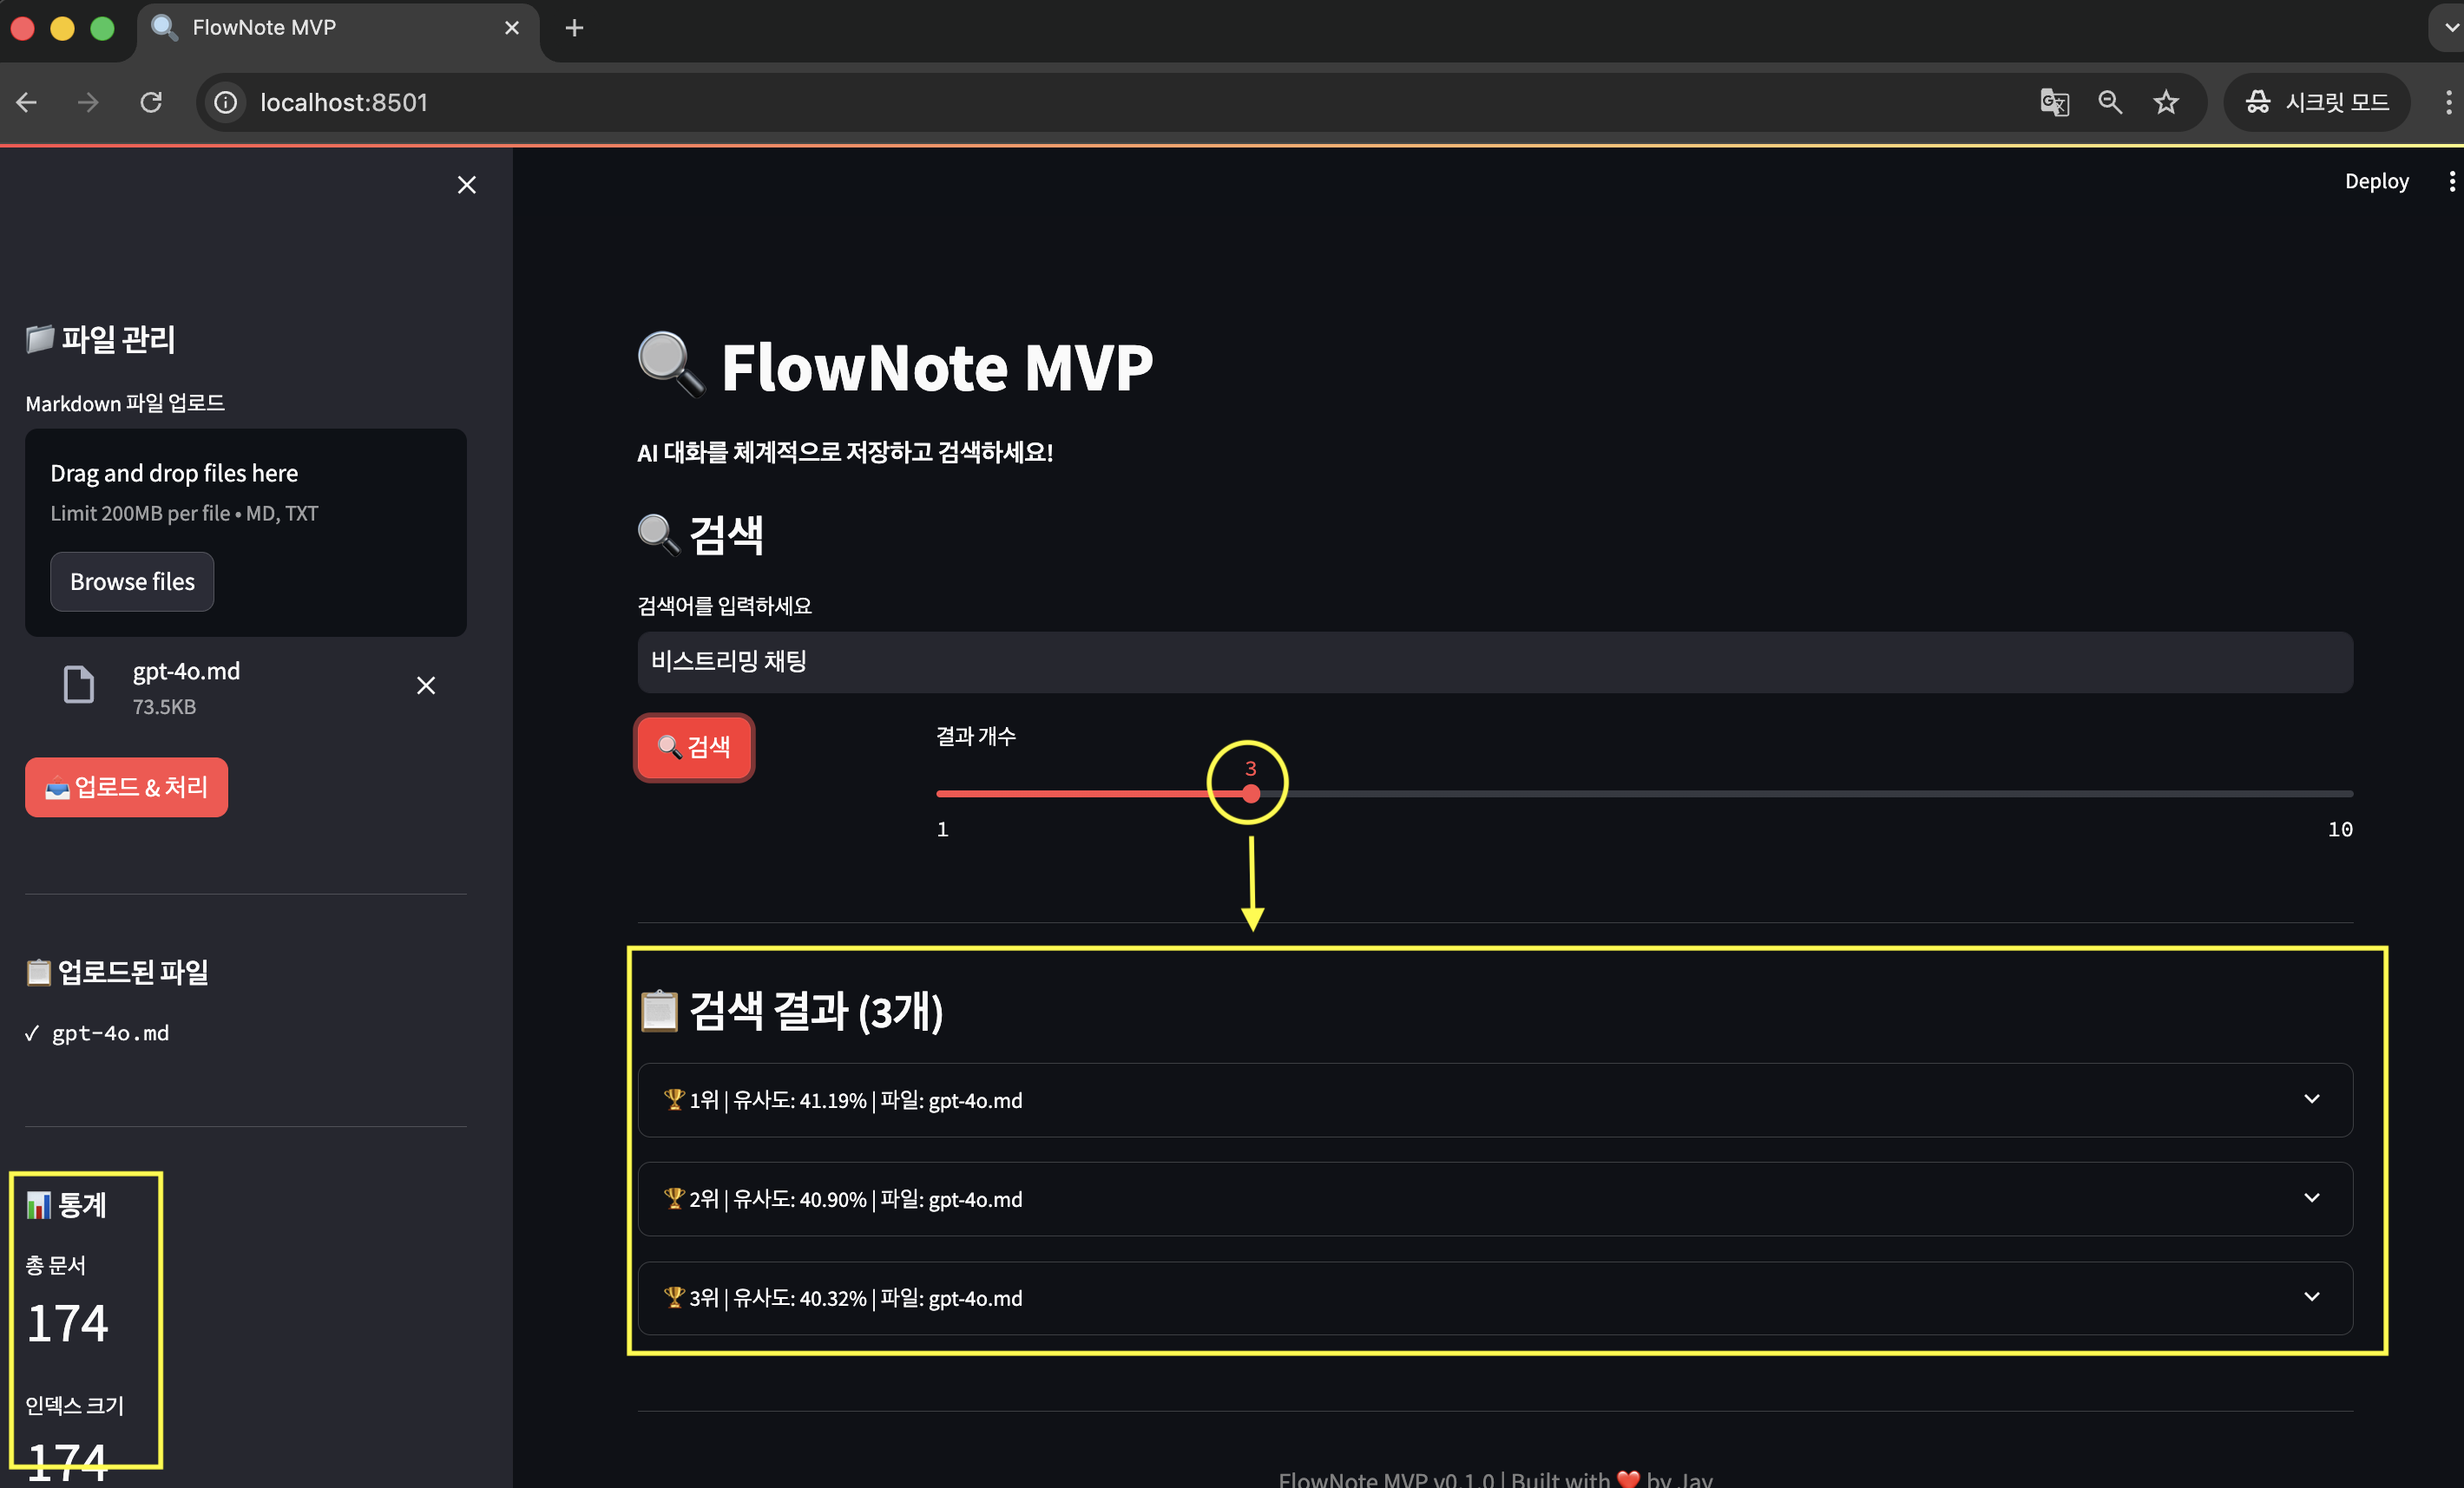 FlowNote MVP
localhost:8501
시크릿 모드
Deploy
파일 관리
Markdown 파일 업로드
Drag and drop files here
Limit 200MB per file • MD, TXT
Browse files
gpt-4o.md
73.5KB
업로드 & 처리
업로드된 파일
✓ gpt-4o.md
통계
총 문서
174
인덱스 크기
174
FlowNote MVP
AI 대화를 체계적으로 저장하고 검색하세요!
검색
검색어를 입력하세요
비스트리밍 채팅
검색
결과 개수
3
1
10
검색 결과 (3개)
1위 | 유사도: 41.19% | 파일: gpt-4o.md
2위 | 유사도: 40.90% | 파일: gpt-4o.md
3위 | 유사도: 40.32% | 파일: gpt-4o.md
FlowNote MVP v0.1.0 | Built with ❤️ by Jay